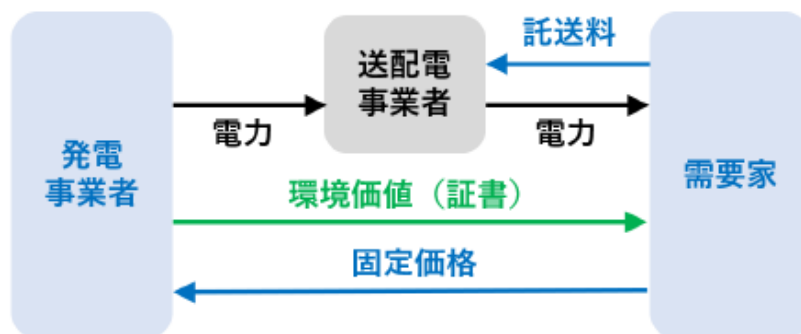 託送料
送配電
事業者
電力
電力
発電
事業者
需要家
環境価値（証書）
固定価格